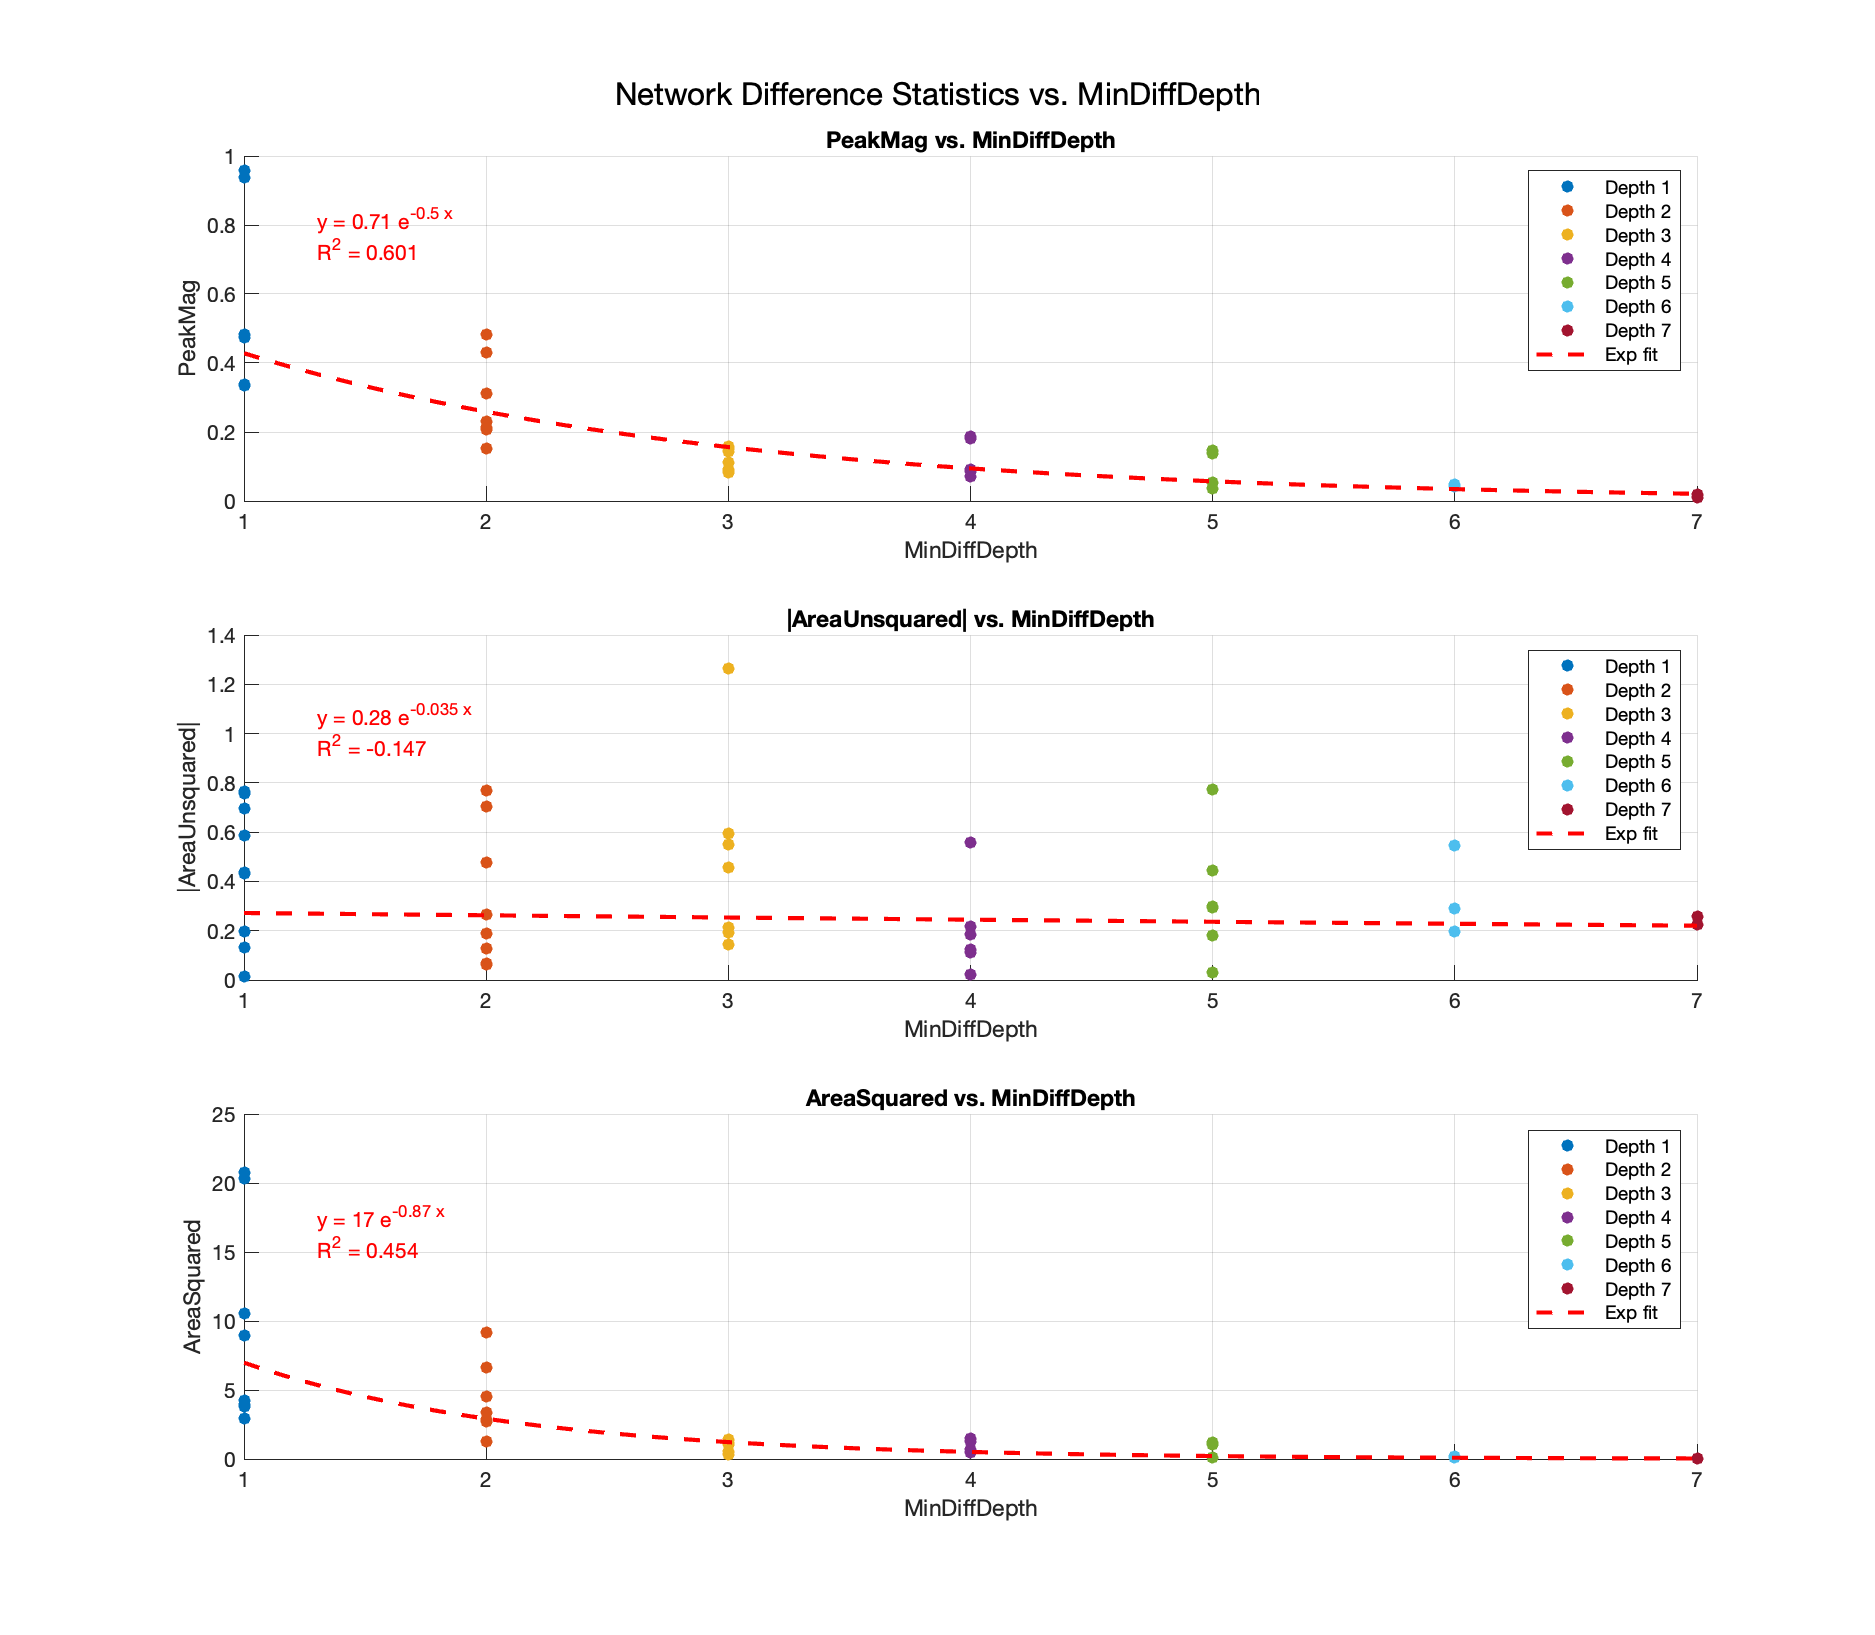 Network Difference Statistics vs. MinDiffDepth
PeakMag vs. MinDiffDepth
PeakMag
1
0.8
0.6
0.4
0.2
0
y = 0.71 e^-0.5 x
R^2 = 0.601
Depth 1
Depth 2
Depth 3
Depth 4
Depth 5
Depth 6
Depth 7
Exp fit
1 2 3 4 5 6 7
MinDiffDepth
|AreaUnsquared| vs. MinDiffDepth
|AreaUnsquared|
1.4
1.2
1
0.8
0.6
0.4
0.2
0
y = 0.28 e^-0.035 x
R^2 = -0.147
Depth 1
Depth 2
Depth 3
Depth 4
Depth 5
Depth 6
Depth 7
Exp fit
1 2 3 4 5 6 7
MinDiffDepth
AreaSquared vs. MinDiffDepth
AreaSquared
25
20
15
10
5
0
y = 17 e^-0.87 x
R^2 = 0.454
Depth 1
Depth 2
Depth 3
Depth 4
Depth 5
Depth 6
Depth 7
Exp fit
1 2 3 4 5 6 7
MinDiffDepth